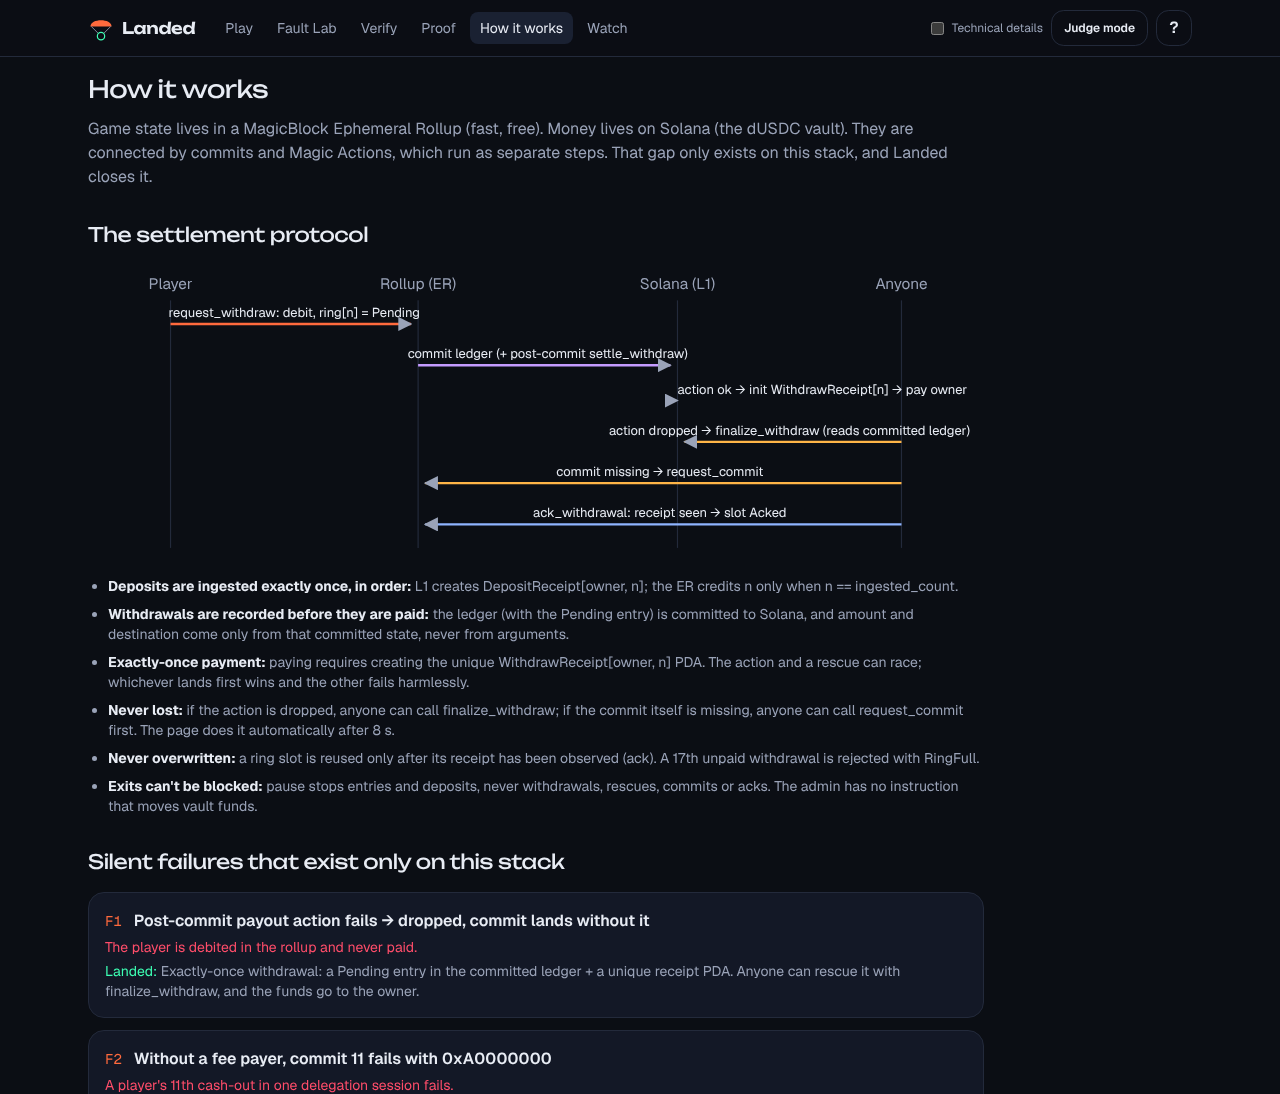 Landed
Play
Fault Lab
Verify
Proof
How it works
Watch
Technical details
Judge mode
?
How it works
Game state lives in a MagicBlock Ephemeral Rollup (fast, free). Money lives on Solana (the dUSDC vault). They are
connected by commits and Magic Actions, which run as separate steps. That gap only exists on this stack, and Landed
closes it.
The settlement protocol
Player
Rollup (ER)
Solana (L1)
Anyone
request_withdraw: debit, ring[n] = Pending
commit ledger (+ post-commit settle_withdraw)
action ok → init WithdrawReceipt[n] → pay owner
action dropped → finalize_withdraw (reads committed ledger)
commit missing → request_commit
ack_withdrawal: receipt seen → slot Acked
• Deposits are ingested exactly once, in order: L1 creates DepositReceipt[owner, n]; the ER credits n only when n == ingested_count.
• Withdrawals are recorded before they are paid: the ledger (with the Pending entry) is committed to Solana, and amount and
destination come only from that committed state, never from arguments.
• Exactly-once payment: paying requires creating the unique WithdrawReceipt[owner, n] PDA. The action and a rescue can race;
whichever lands first wins and the other fails harmlessly.
• Never lost: if the action is dropped, anyone can call finalize_withdraw; if the commit itself is missing, anyone can call request_commit
first. The page does it automatically after 8 s.
• Never overwritten: a ring slot is reused only after its receipt has been observed (ack). A 17th unpaid withdrawal is rejected with RingFull.
• Exits can't be blocked: pause stops entries and deposits, never withdrawals, rescues, commits or acks. The admin has no instruction
that moves vault funds.
Silent failures that exist only on this stack
F1 Post-commit payout action fails → dropped, commit lands without it
The player is debited in the rollup and never paid.
Landed: Exactly-once withdrawal: a Pending entry in the committed ledger + a unique receipt PDA. Anyone can rescue it with
finalize_withdraw, and the funds go to the owner.
F2 Without a fee payer, commit 11 fails with 0xA0000000
A player's 11th cash-out in one delegation session fails.